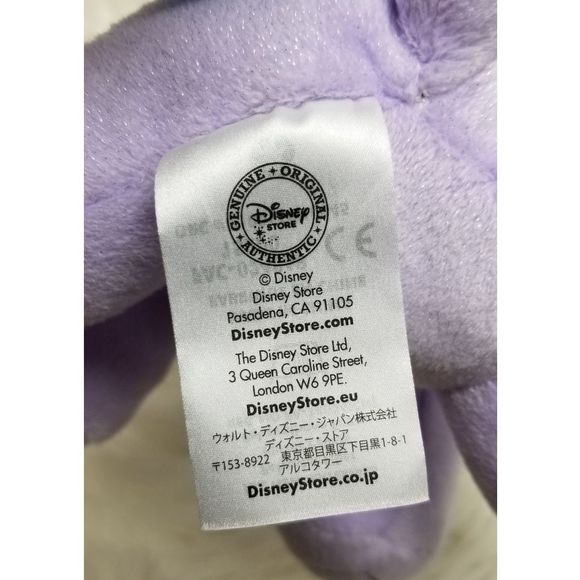 GENUINE ORIGINAL
Disney
STORE
AUTHENTIC
© Disney
Disney Store
Pasadena, CA 91105
DisneyStore.com
The Disney Store Ltd,
3 Queen Caroline Street,
London W6 9PE.
DisneyStore.eu
ウォルト・ディズニー・ジャパン株式会社
ディズニー・ストア
〒153-8922 東京都目黒区下目黒1-8-1
アルコタワー
DisneyStore.co.jp